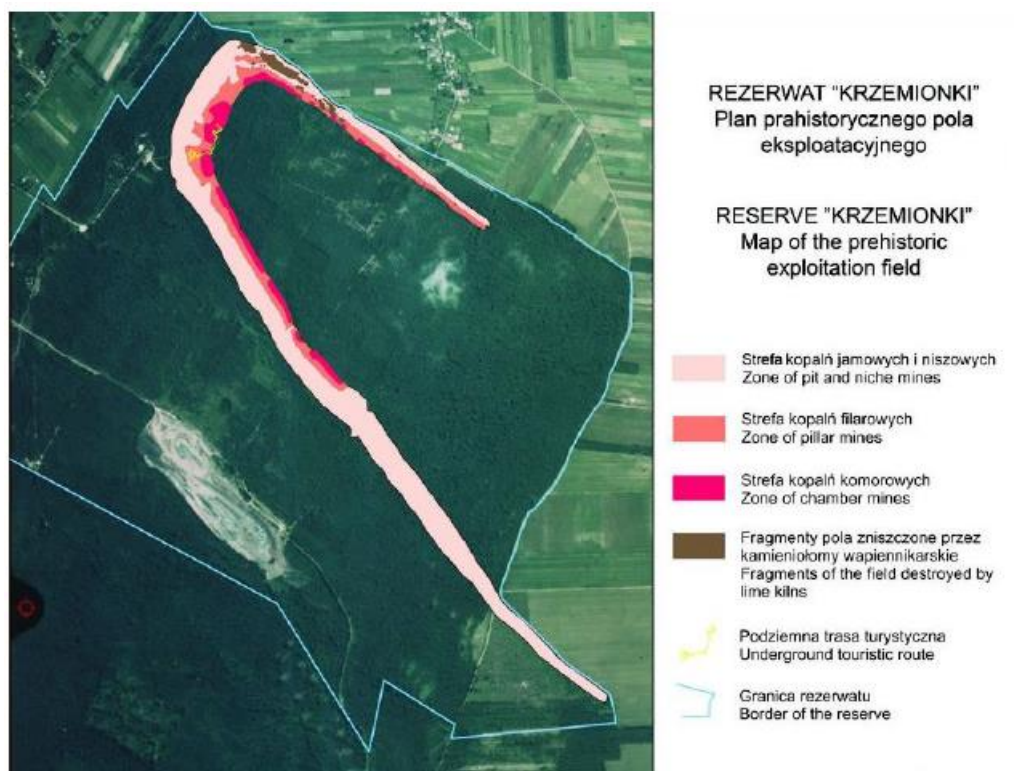 REZERWAT "KRZEMIONKI"
Plan prahistorycznego pola
eksploatacyjnego
RESERVE "KRZEMIONKI"
Map of the prehistoric
exploitation field
Strefa kopalń jamowych i niszowych
Zone of pit and niche mines
Strefa kopalń filarowych
Zone of pillar mines
Strefa kopalń komorowych
Zone of chamber mines
Fragmenty pola zniszczone przez
kamieniołomy wapiennikarskie
Fragments of the field destroyed by
lime kilns
Podziemna trasa turystyczna
Underground touristic route
Granica rezerwatu
Border of the reserve